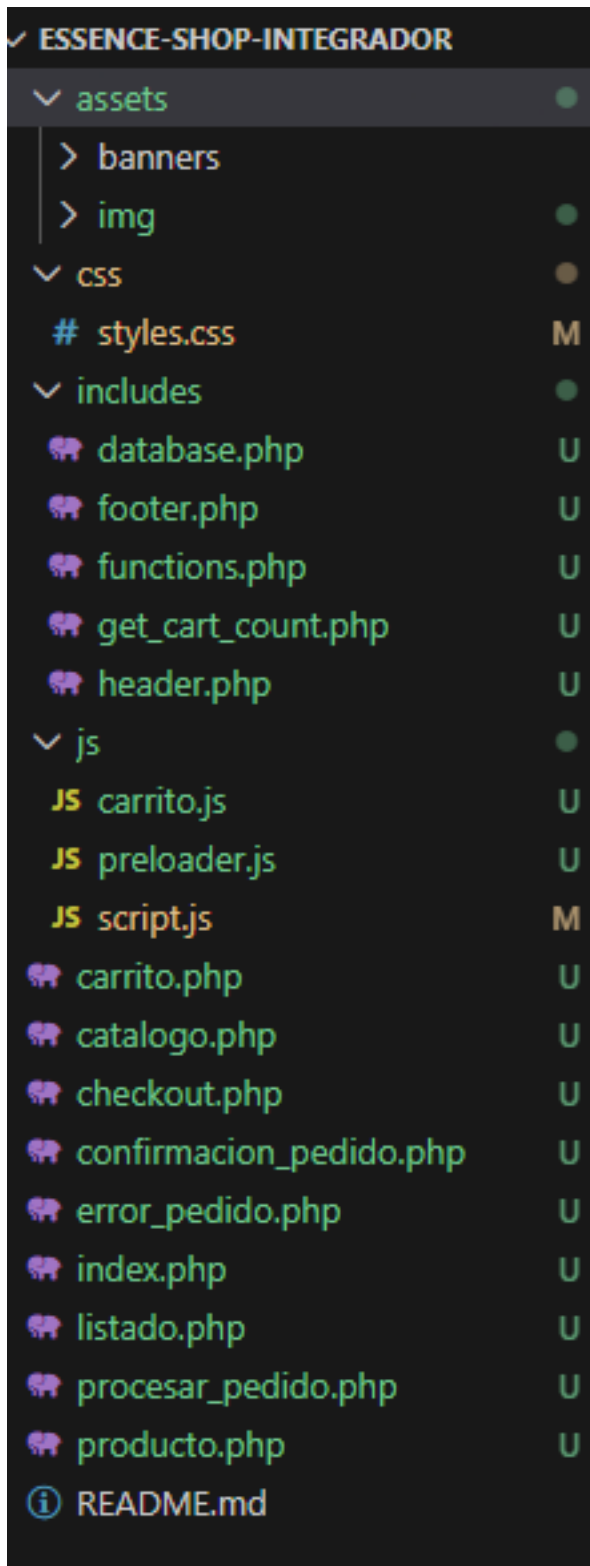 ESSENCE-SHOP-INTEGRADOR
assets
banners
img
css
# styles.css M
includes
database.php U
footer.php U
functions.php U
get_cart_count.php U
header.php U
js
JS carrito.js U
JS preloader.js U
JS script.js M
carrito.php U
catalogo.php U
checkout.php U
confirmacion_pedido.php U
error_pedido.php U
index.php U
listado.php U
procesar_pedido.php U
producto.php U
README.md